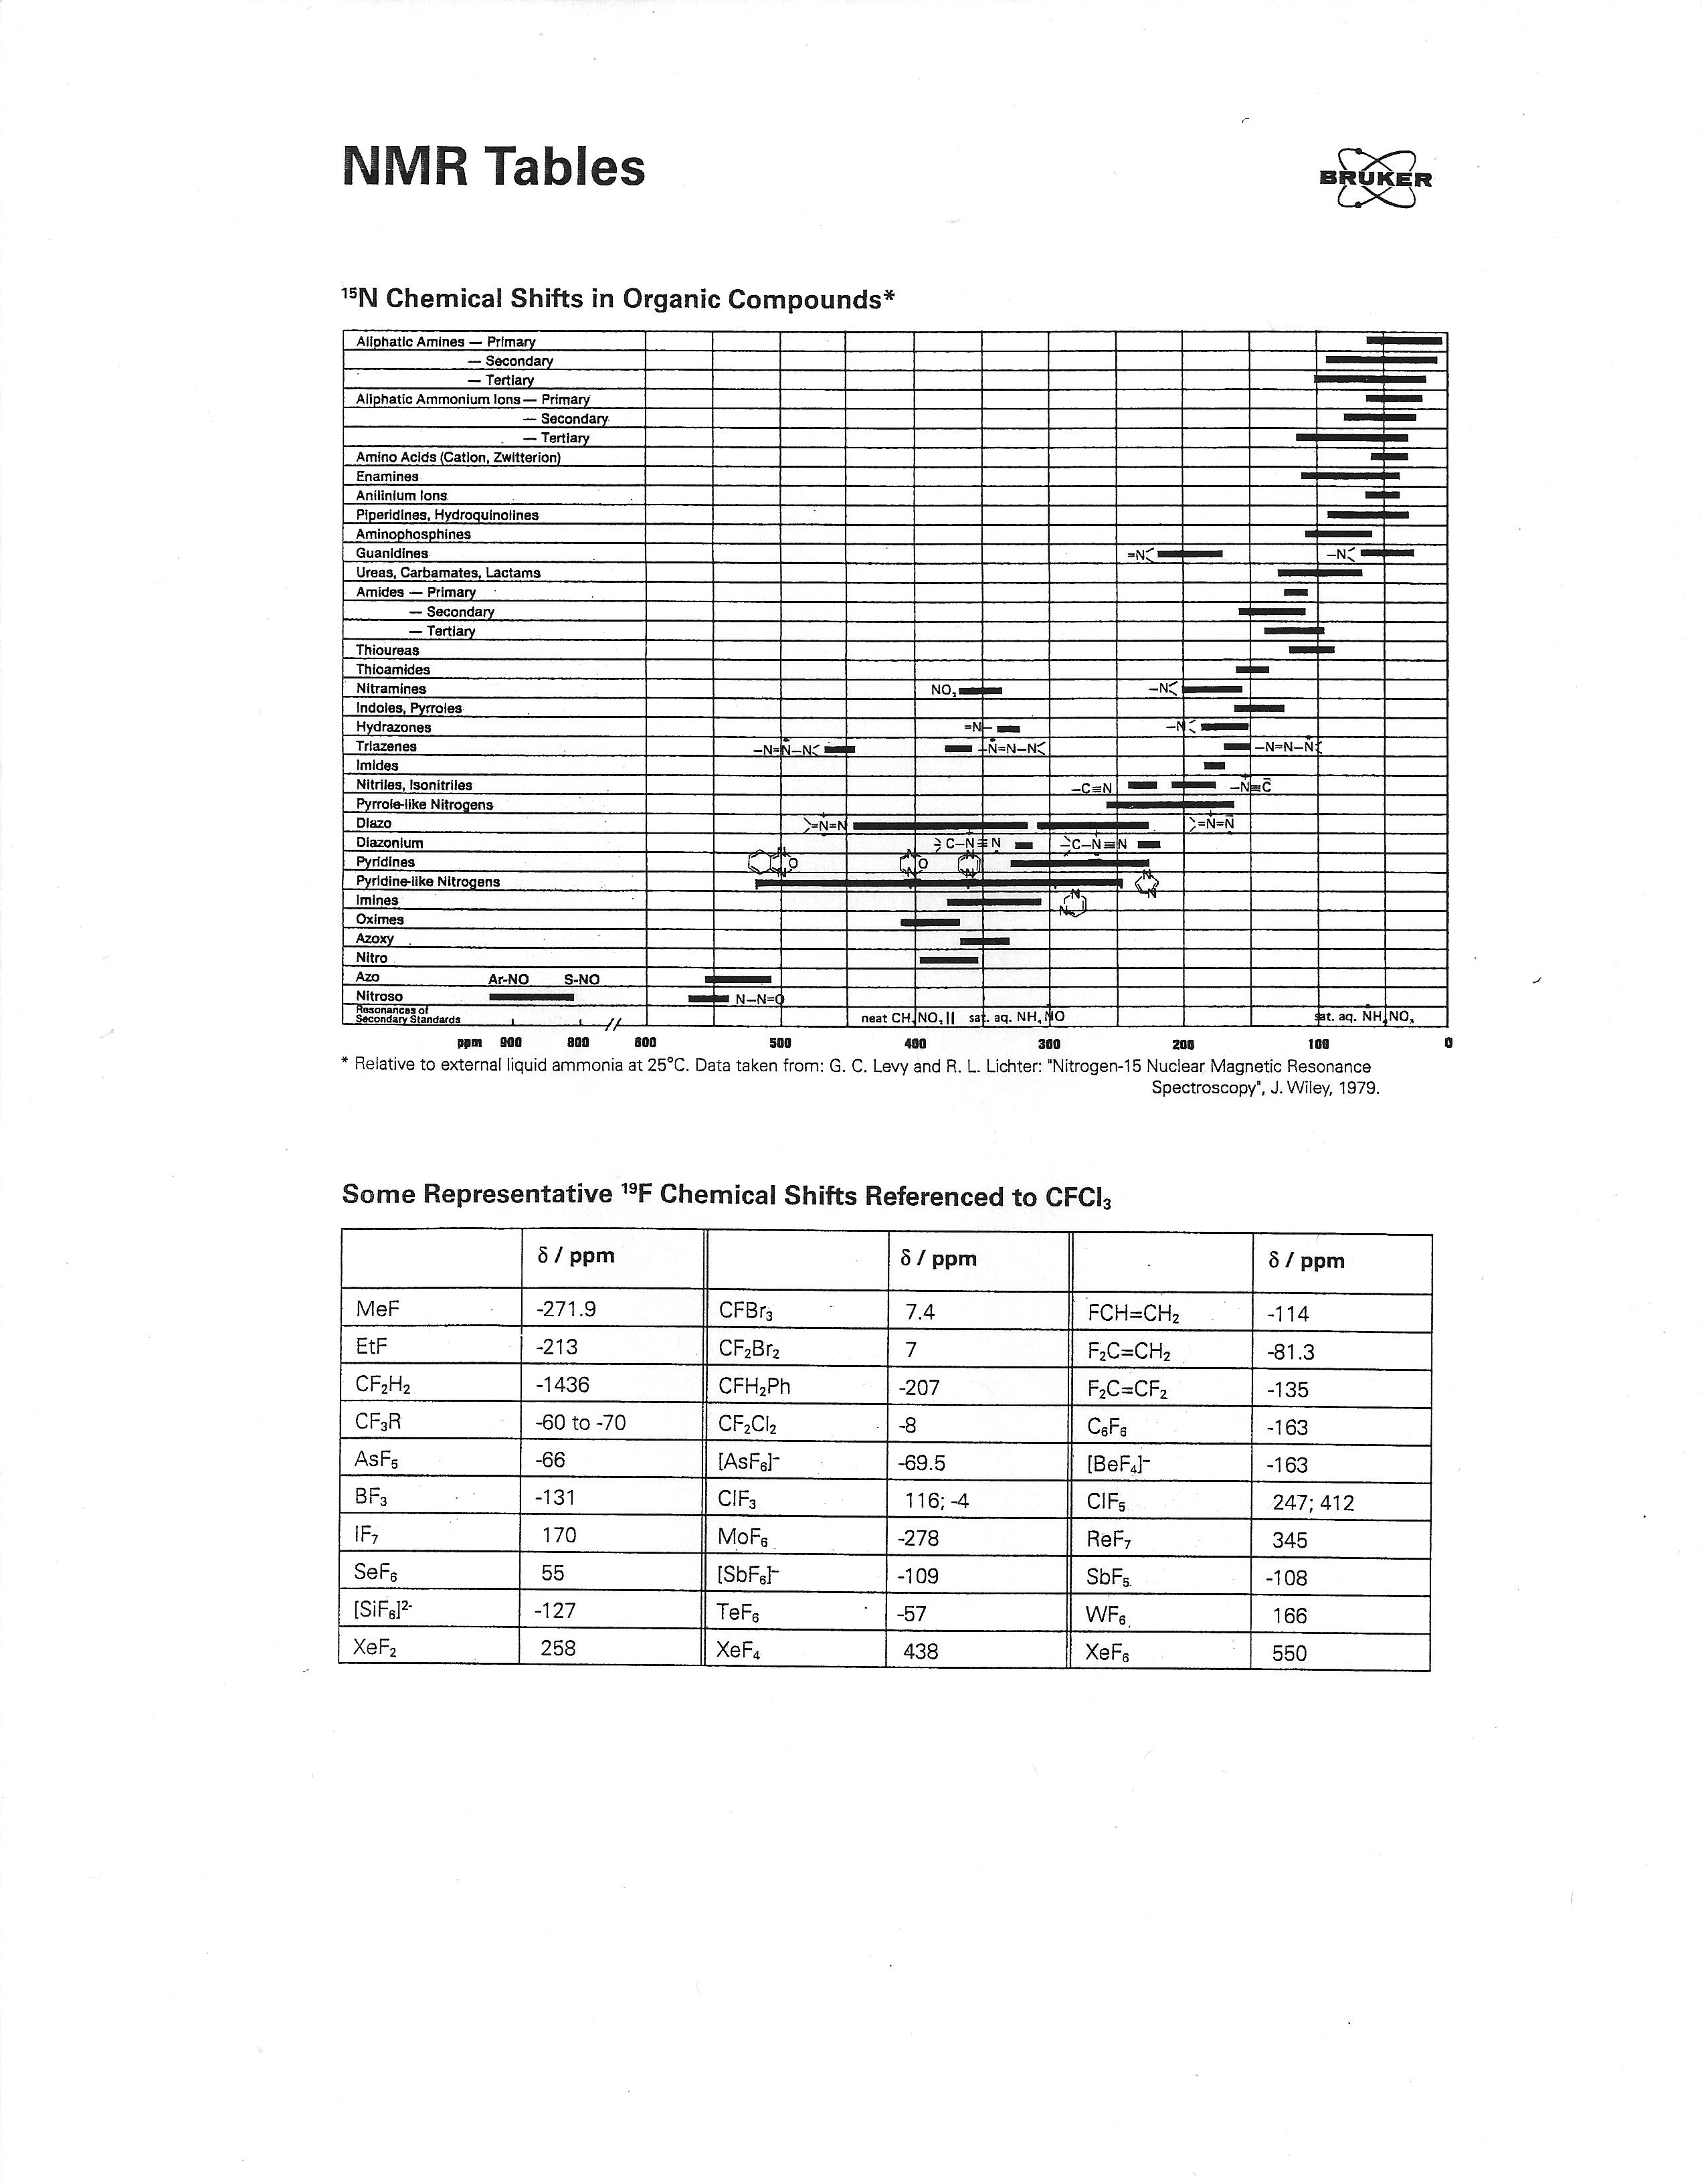 NMR Tables
BRUKER
¹⁵N Chemical Shifts in Organic Compounds*
Aliphatic Amines — Primary
— Secondary
— Tertiary
Aliphatic Ammonium Ions — Primary
— Secondary
— Tertiary
Amino Acids (Cation, Zwitterion)
Enamines
Anilinium Ions
Piperidines, Hydroquinolines
Aminophosphines
Guanidines =N< –N<
Ureas, Carbamates, Lactams
Amides — Primary
— Secondary
— Tertiary
Thioureas
Thioamides
Nitramines NO₂ –N<
Indoles, Pyrroles
Hydrazones =N– –N<
Triazenes –N=N–N< –N=N–N< –N=N–N<
Imides
Nitriles, Isonitriles –C≡N –N≡C
Pyrrole-like Nitrogens
Diazo >=N=N >=N=N
Diazonium >C–N≡N >C–N≡N
Pyridines N O N N O N N N
Pyridine-like Nitrogens N N
Imines N N
Oximes
Azoxy
Nitro
Azo Ar-NO S-NO
Nitroso N–N=O
Resonances of
Secondary Standards neat CH₃NO₂ || sat. aq. NH₄NO sat. aq. NH₄NO₃
ppm 900 800 600 500 400 300 200 100 0
* Relative to external liquid ammonia at 25°C. Data taken from: G. C. Levy and R. L. Lichter: "Nitrogen-15 Nuclear Magnetic Resonance
Spectroscopy", J. Wiley, 1979.
Some Representative ¹⁹F Chemical Shifts Referenced to CFCl₃
δ / ppm δ / ppm δ / ppm
MeF -271.9 CFBr₃ 7.4 FCH=CH₂ -114
EtF -213 CF₂Br₂ 7 F₂C=CH₂ -81.3
CF₂H₂ -1436 CFH₂Ph -207 F₂C=CF₂ -135
CF₃R -60 to -70 CF₂Cl₂ -8 C₆F₆ -163
AsF₅ -66 [AsF₆]⁻ -69.5 [BeF₄]⁻ -163
BF₃ -131 ClF₃ 116; -4 ClF₅ 247; 412
IF₇ 170 MoF₆ -278 ReF₇ 345
SeF₆ 55 [SbF₆]⁻ -109 SbF₅ -108
[SiF₆]²⁻ -127 TeF₆ -57 WF₆ 166
XeF₂ 258 XeF₄ 438 XeF₆ 550